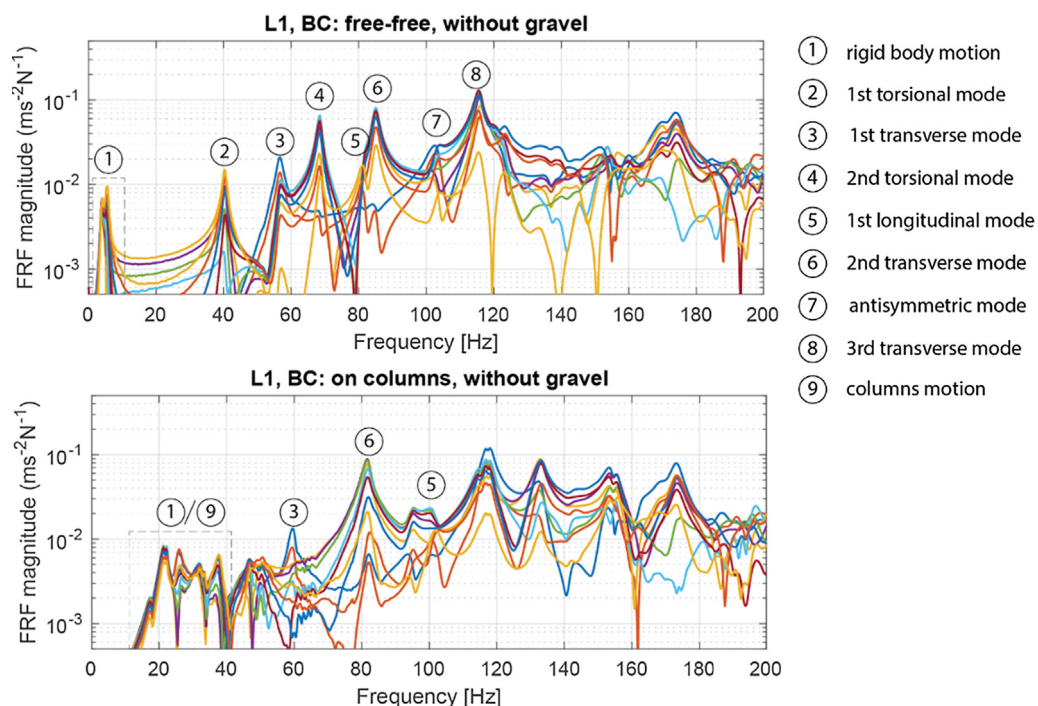 L1, BC: free-free, without gravel
FRF magnitude (ms⁻²N⁻¹)
10⁻¹
10⁻²
10⁻³
1
2
3
4
5
6
7
8
0 20 40 60 80 100 120 140 160 180 200
Frequency [Hz]
L1, BC: on columns, without gravel
FRF magnitude (ms⁻²N⁻¹)
10⁻¹
10⁻²
10⁻³
1/9
3
6
5
0 20 40 60 80 100 120 140 160 180 200
Frequency [Hz]
1 rigid body motion
2 1st torsional mode
3 1st transverse mode
4 2nd torsional mode
5 1st longitudinal mode
6 2nd transverse mode
7 antisymmetric mode
8 3rd transverse mode
9 columns motion